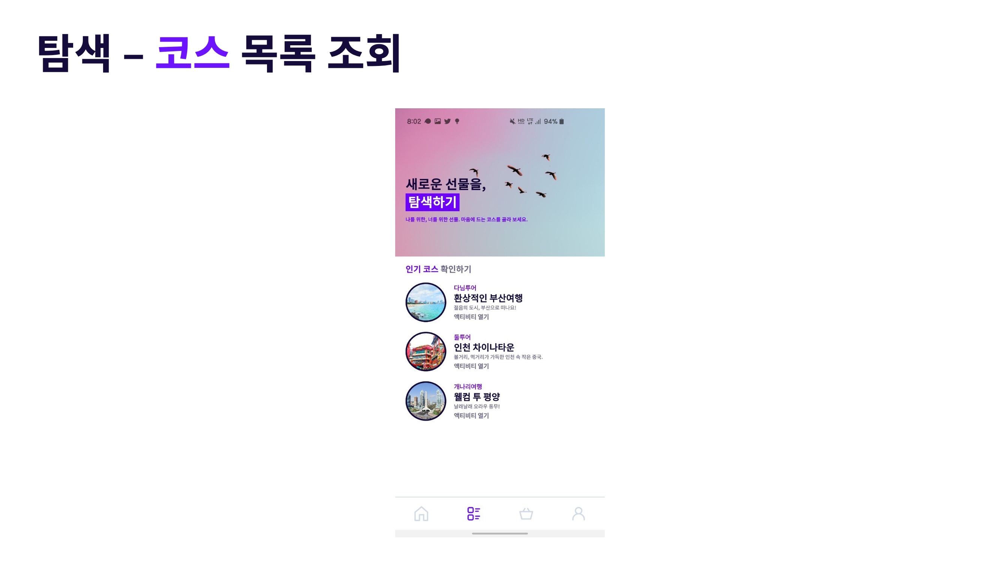 탐색 – 코스 목록 조회
8:02
HD voice LTE 94%
새로운 선물을,
탐색하기
나를 위한, 너를 위한 선물. 마음에 드는 코스를 골라 보세요.
인기 코스 확인하기
다님투어
환상적인 부산여행
젊음의 도시, 부산으로 떠나요!
액티비티 열기
둘투어
인천 차이나타운
볼거리, 먹거리가 가득한 인천 속 작은 중국.
액티비티 열기
개나리여행
웰컴 투 평양
날래날래 오라우 동무!
액티비티 열기